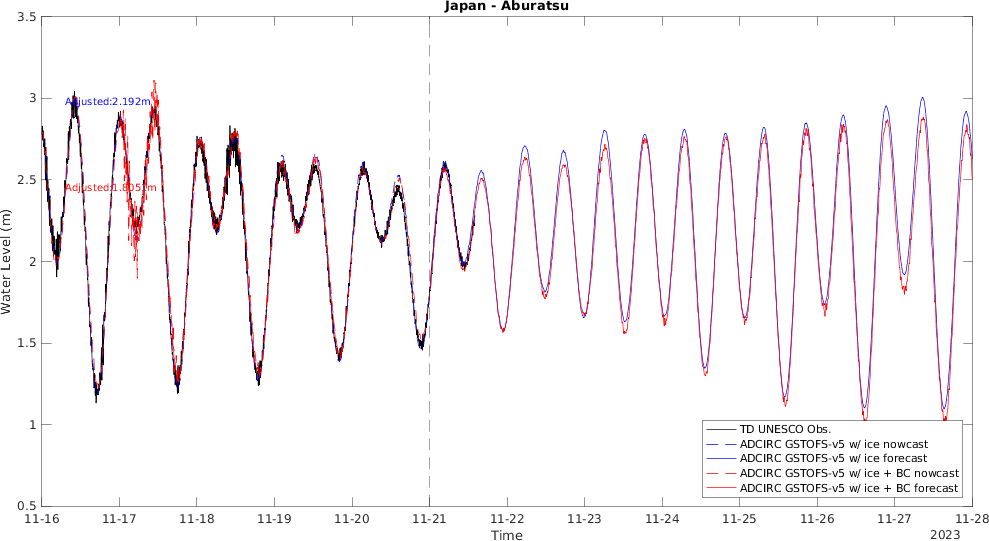 Japan - Aburatsu
3.5
3
2.5
2
1.5
1
0.5
Water Level (m)
Adjusted:2.192m
Adjusted:1.8051m
11-16
11-17
11-18
11-19
11-20
11-21
11-22
11-23
11-24
11-25
11-26
11-27
11-28
Time
2023
TD UNESCO Obs.
ADCIRC GSTOFS-v5 w/ ice nowcast
ADCIRC GSTOFS-v5 w/ ice forecast
ADCIRC GSTOFS-v5 w/ ice + BC nowcast
ADCIRC GSTOFS-v5 w/ ice + BC forecast